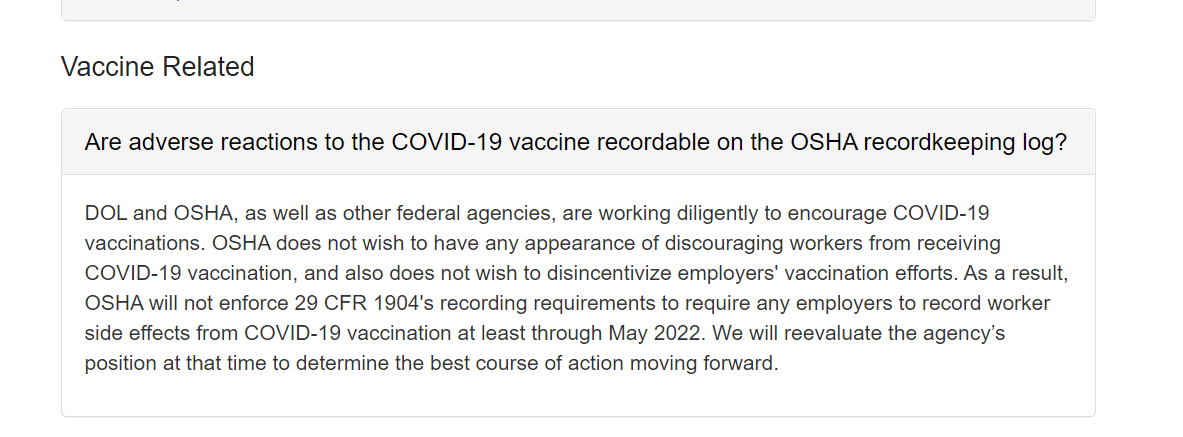 Vaccine Related
Are adverse reactions to the COVID-19 vaccine recordable on the OSHA recordkeeping log?
DOL and OSHA, as well as other federal agencies, are working diligently to encourage COVID-19
vaccinations. OSHA does not wish to have any appearance of discouraging workers from receiving
COVID-19 vaccination, and also does not wish to disincentivize employers' vaccination efforts. As a result,
OSHA will not enforce 29 CFR 1904's recording requirements to require any employers to record worker
side effects from COVID-19 vaccination at least through May 2022. We will reevaluate the agency’s
position at that time to determine the best course of action moving forward.